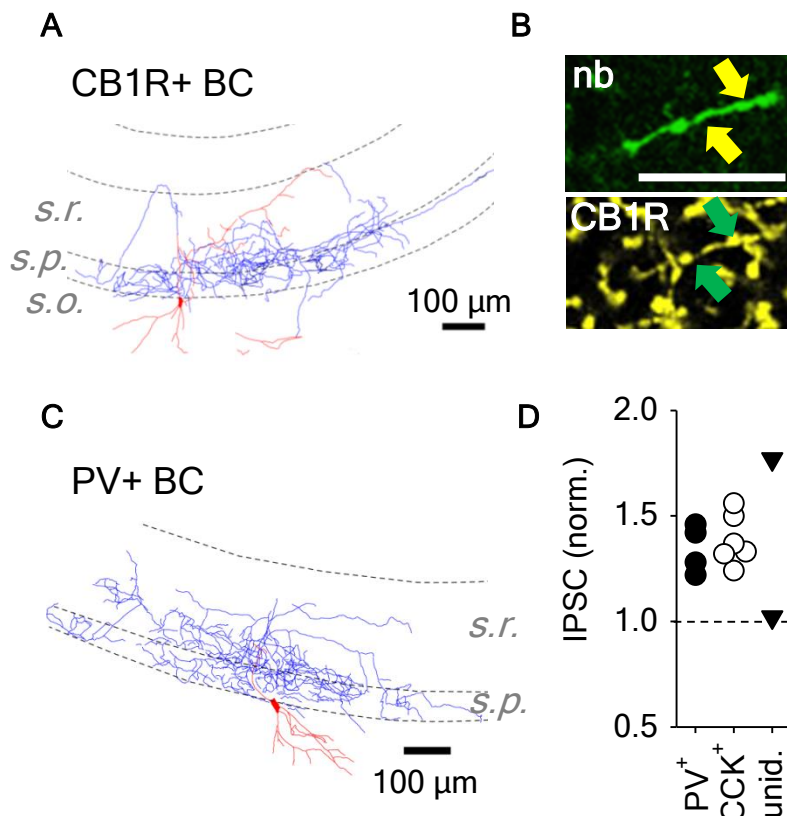 A
CB1R+ BC
s.r.
s.p.
s.o.
100 µm
B
nb
CB1R
C
PV+ BC
s.r.
s.p.
100 µm
D
IPSC (norm.)
2.0
1.5
1.0
0.5
PV+
CCK+
unid.